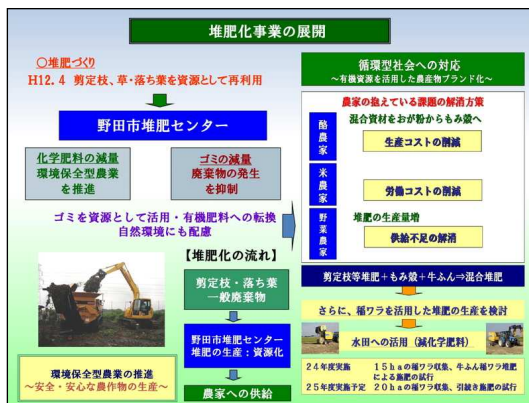 堆肥化事業の展開
○堆肥づくり
H12.4 剪定枝、草・落ち葉を資源として再利用
野田市堆肥センター
化学肥料の減量
環境保全型農業
を推進
ゴミの減量
廃棄物の発生
を抑制
ゴミを資源として活用・有機肥料への転換
自然環境にも配慮
【堆肥化の流れ】
剪定枝・落ち葉
一般廃棄物
野田市堆肥センター
堆肥の生産:資源化
農家への供給
環境保全型農業の推進
~安全・安心な農作物の生産~
循環型社会への対応
~有機資源を活用した農産物ブランド化~
農家の抱えている課題の解消方策
酪農家
混合資材をおが粉からもみ殻へ
生産コストの削減
米農家
労働コストの削減
野菜農家
堆肥の生産量増
供給不足の解消
剪定枝等堆肥+もみ殻+牛ふん⇒混合堆肥
さらに、稲ワラを活用した堆肥の生産を検討
水田への活用(減化学肥料)
24年度実施 15haの稲ワラ収集、牛ふん稲ワラ堆肥
による施肥の試行
25年度実施予定 20haの稲ワラ収集、引続き施肥の試行